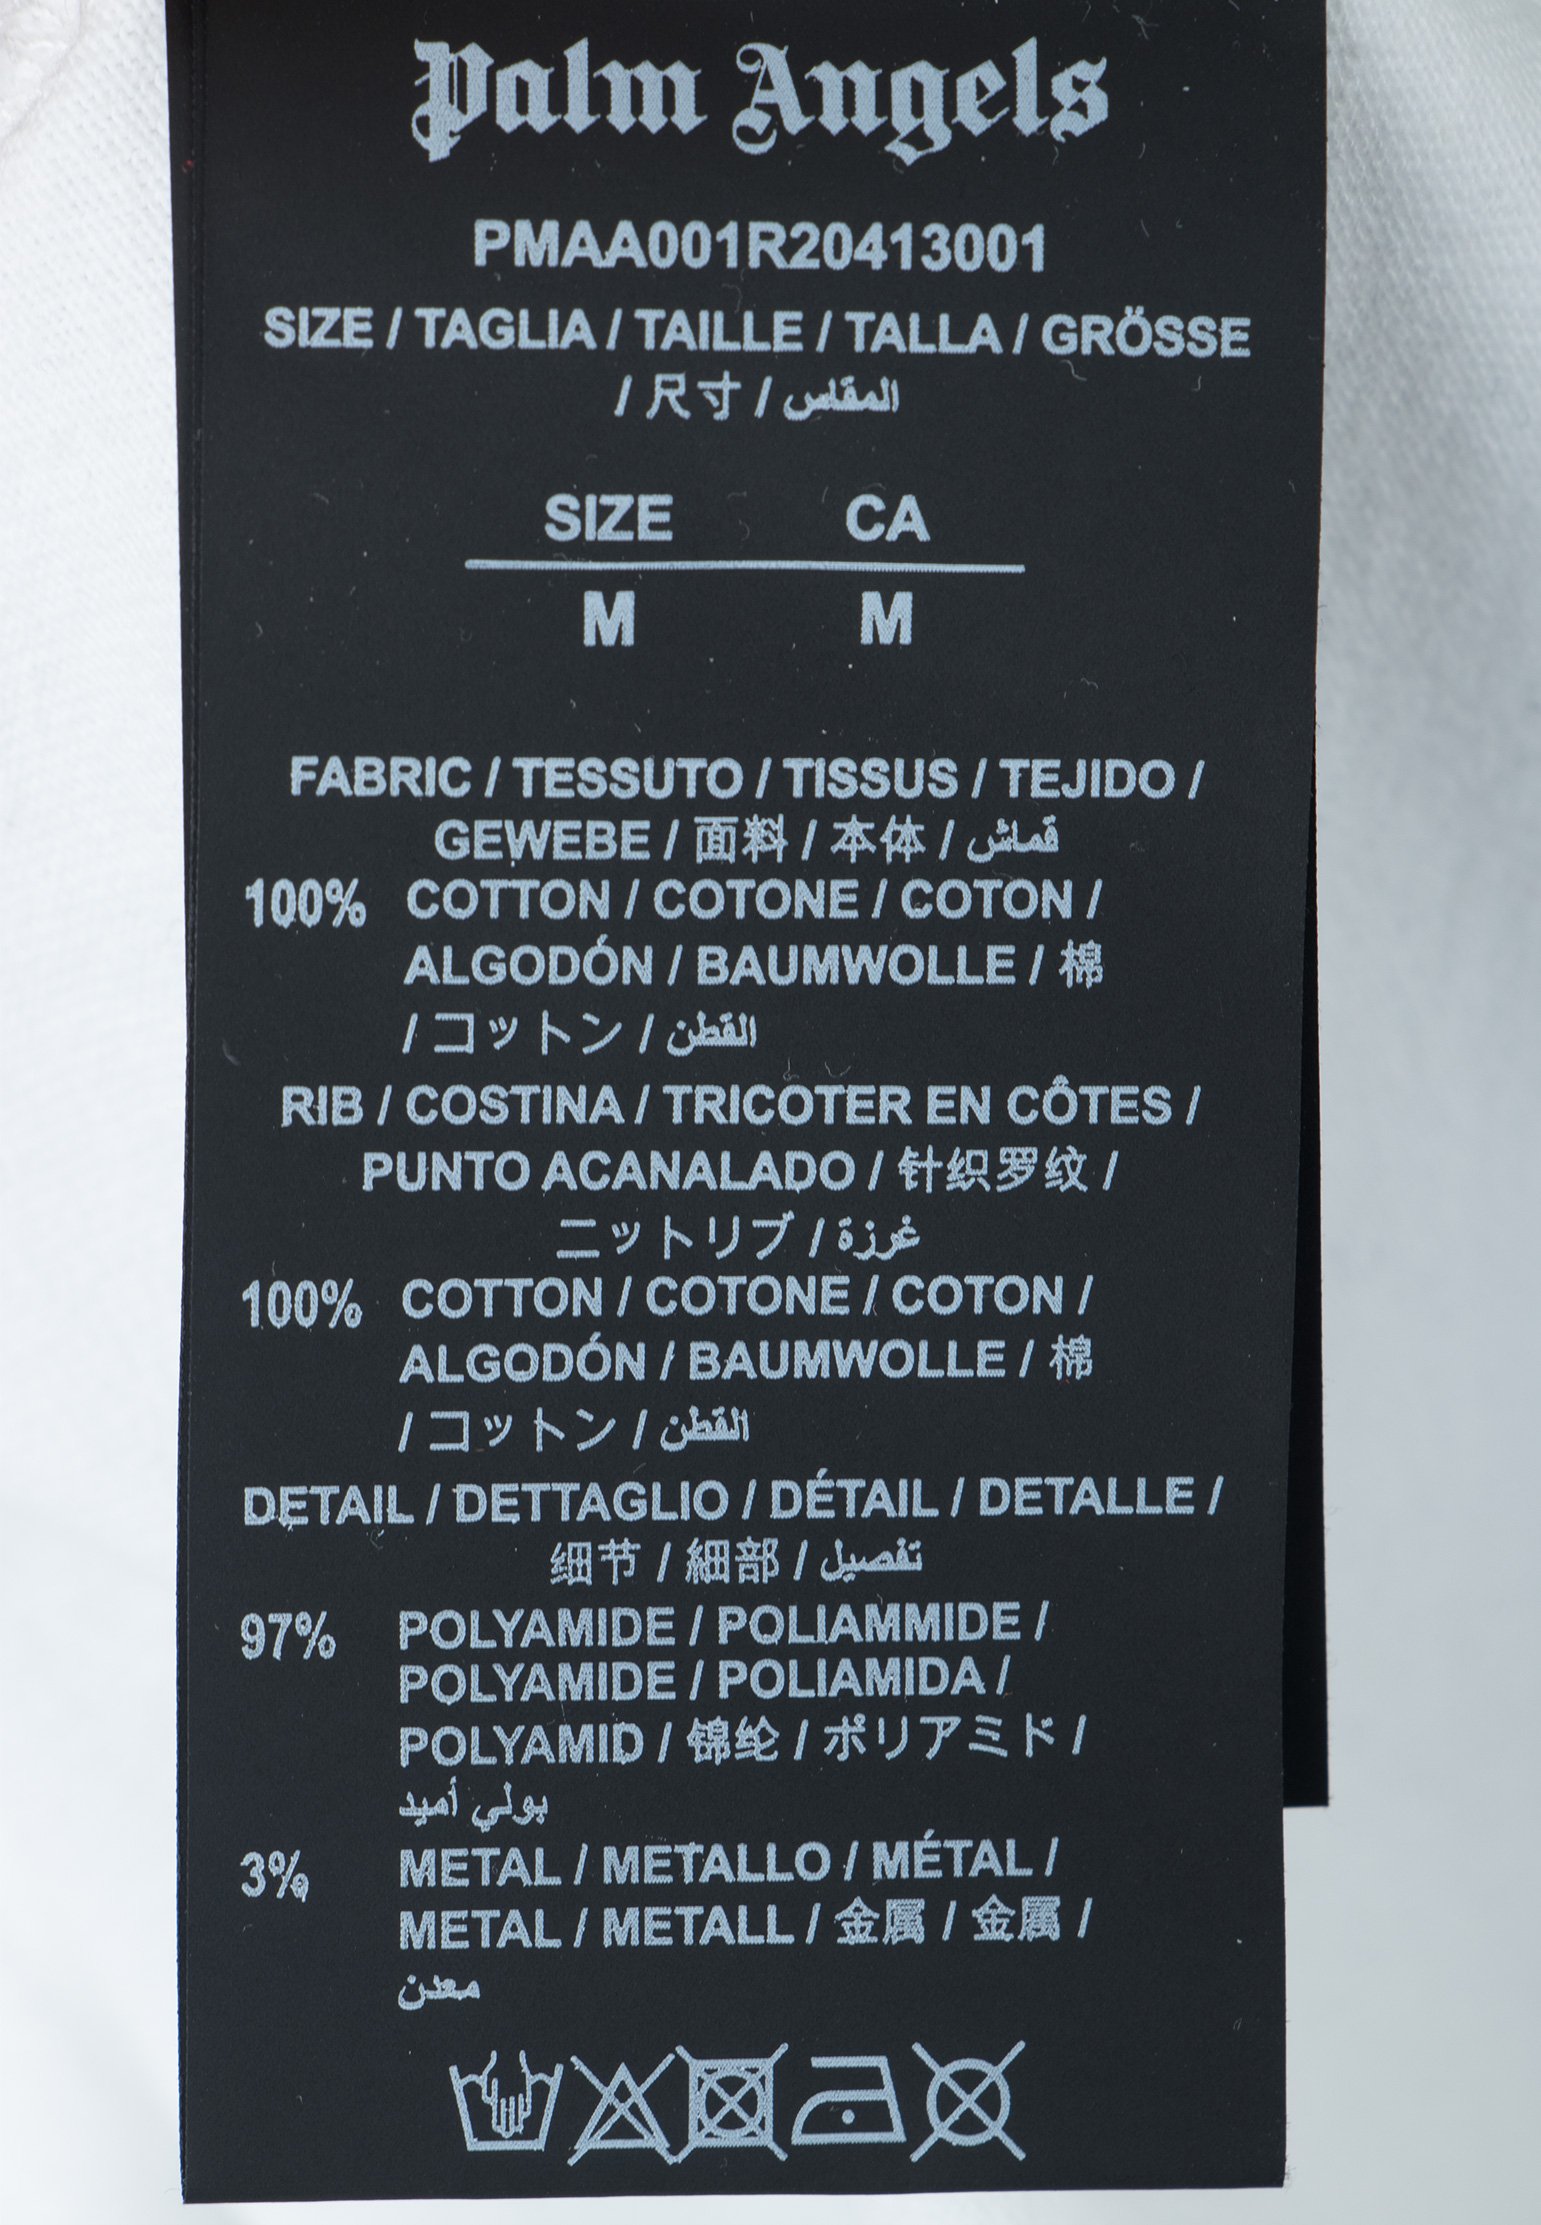 Palm Angels
PMAA001R20413001
SIZE / TAGLIA / TAILLE / TALLA / GRÖSSE
/ 尺寸 / المقاس
SIZE CA
M M
FABRIC / TESSUTO / TISSUS / TEJIDO /
GEWEBE / 面料 / 本体 / قماش
100% COTTON / COTONE / COTON /
ALGODÓN / BAUMWOLLE / 棉
/ コットン / القطن
RIB / COSTINA / TRICOTER EN CÔTES /
PUNTO ACANALADO / 针织罗纹 /
ニットリブ / غرزة
100% COTTON / COTONE / COTON /
ALGODÓN / BAUMWOLLE / 棉
/ コットン / القطن
DETAIL / DETTAGLIO / DÉTAIL / DETALLE /
细节 / 細部 / تفصيل
97% POLYAMIDE / POLIAMMIDE /
POLYAMIDE / POLIAMIDA /
POLYAMID / 锦纶 / ポリアミド /
بولي أميد
3% METAL / METALLO / MÉTAL /
METAL / METALL / 金属 / 金属 /
معدن